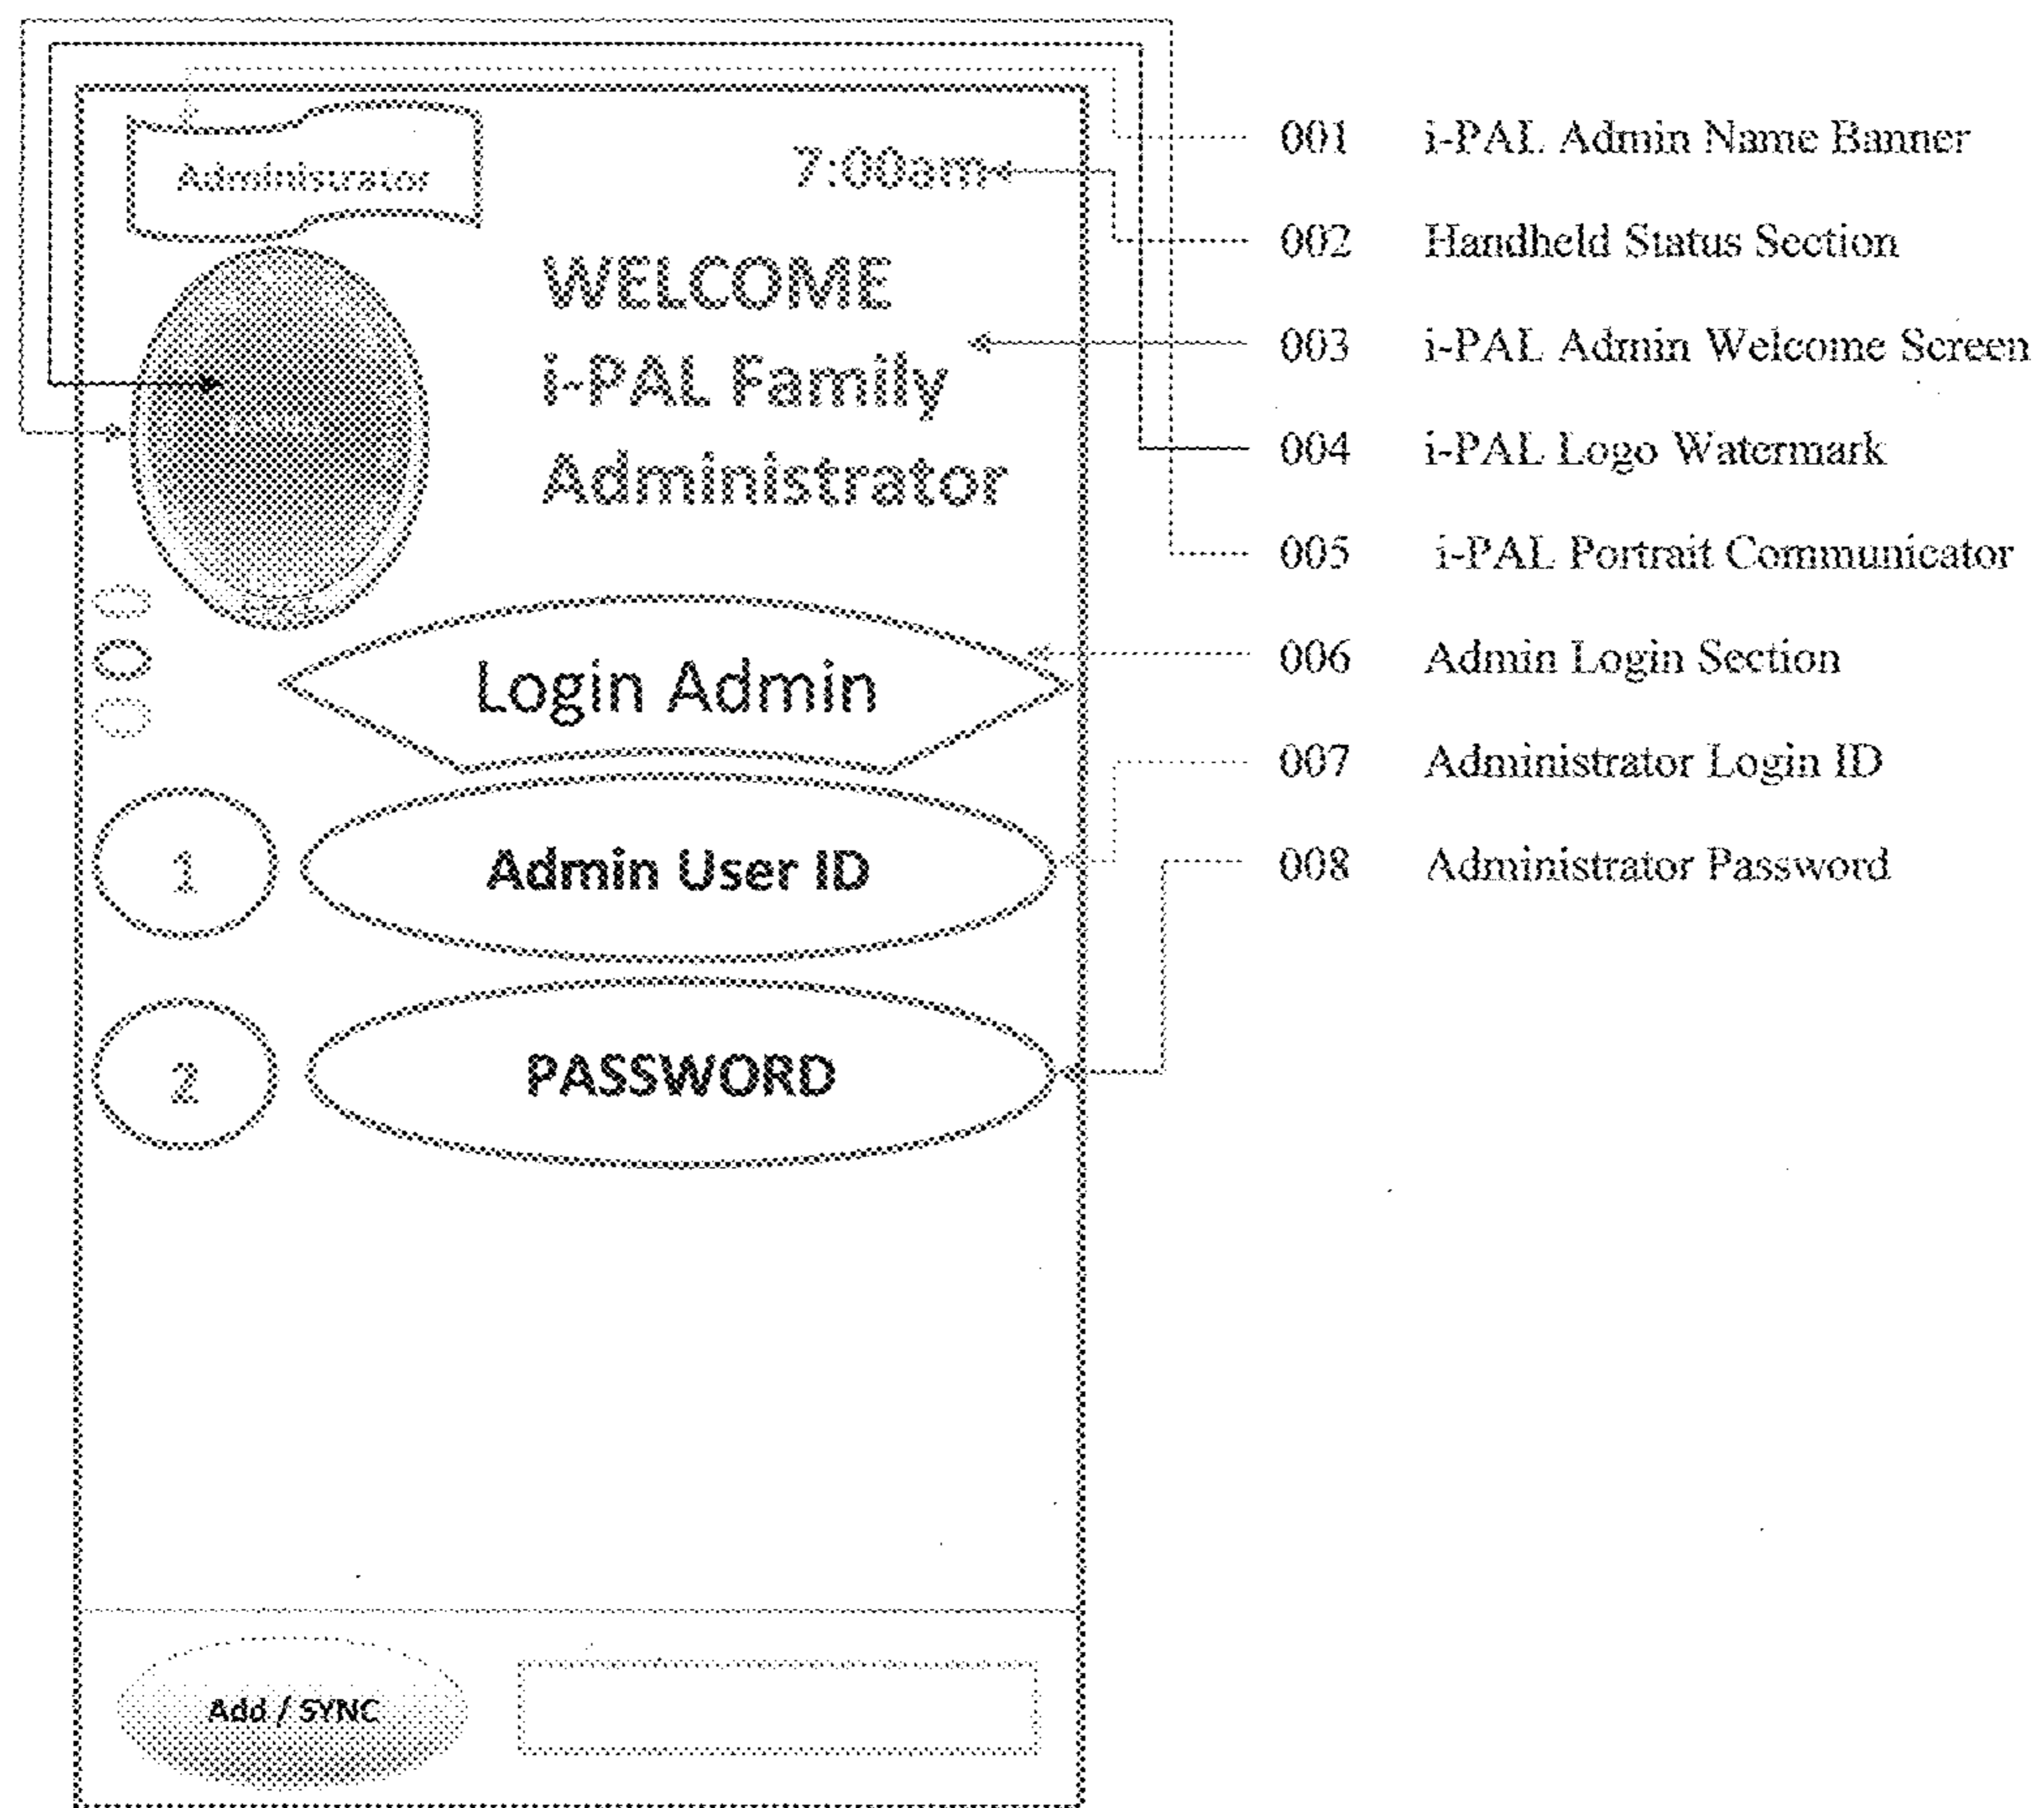 Administrator
7:00am
WELCOME
i-PAL Family
Administrator
Login Admin
1
Admin User ID
2
PASSWORD
Add / SYNC
001 i-PAL Admin Name Banner
002 Handheld Status Section
003 i-PAL Admin Welcome Screen
004 i-PAL Logo Watermark
005 i-PAL Portrait Communicator
006 Admin Login Section
007 Administrator Login ID
008 Administrator Password